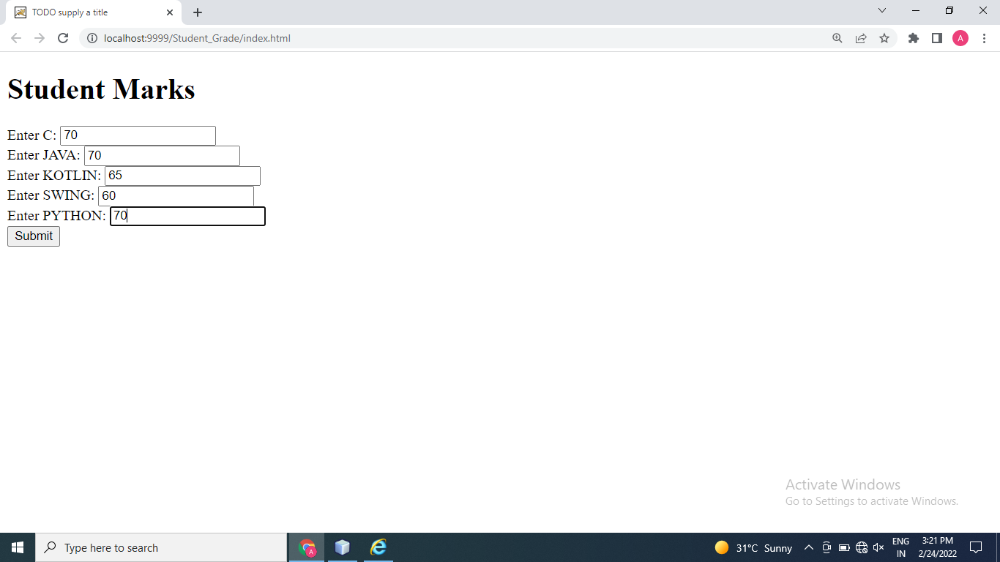 TODO supply a title
localhost:9999/Student_Grade/index.html
A
Student Marks
Enter C: 70
Enter JAVA: 70
Enter KOTLIN: 65
Enter SWING: 60
Enter PYTHON: 70
Submit
Activate Windows
Go to Settings to activate Windows.
Type here to search
A
31°C Sunny
ENG
IN
3:21 PM
2/24/2022